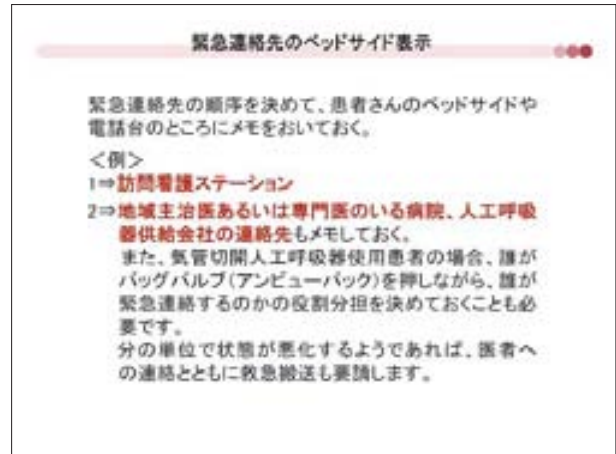 緊急連絡先のベッドサイド表示
緊急連絡先の順序を決めて、患者さんのベッドサイドや
電話台のところにメモをおいておく。
＜例＞
1⇒訪問看護ステーション
2⇒地域主治医あるいは専門医のいる病院、人工呼吸
器供給会社の連絡先もメモしておく。
また、気管切開人工呼吸器使用患者の場合、誰が
バッグバルブ(アンビューバック)を押しながら、誰が
緊急連絡するのかの役割分担を決めておくことも必
要です。
分の単位で状態が悪化するようであれば、医者へ
の連絡とともに救急搬送も要請します。